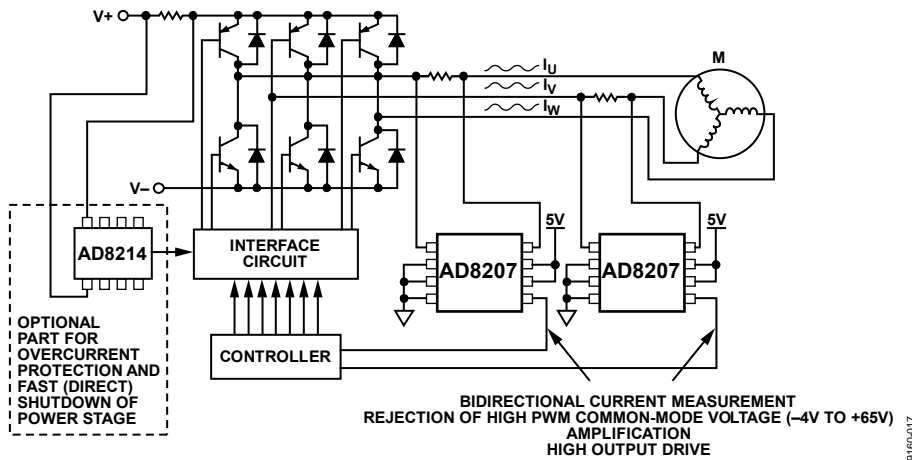 V+
I_U
I_V
I_W
M
V–
5V
5V
AD8214
INTERFACE
CIRCUIT
AD8207
AD8207
OPTIONAL
PART FOR
OVERCURRENT
PROTECTION AND
FAST (DIRECT)
SHUTDOWN OF
POWER STAGE
CONTROLLER
BIDIRECTIONAL CURRENT MEASUREMENT
REJECTION OF HIGH PWM COMMON-MODE VOLTAGE (–4V TO +65V)
AMPLIFICATION
HIGH OUTPUT DRIVE